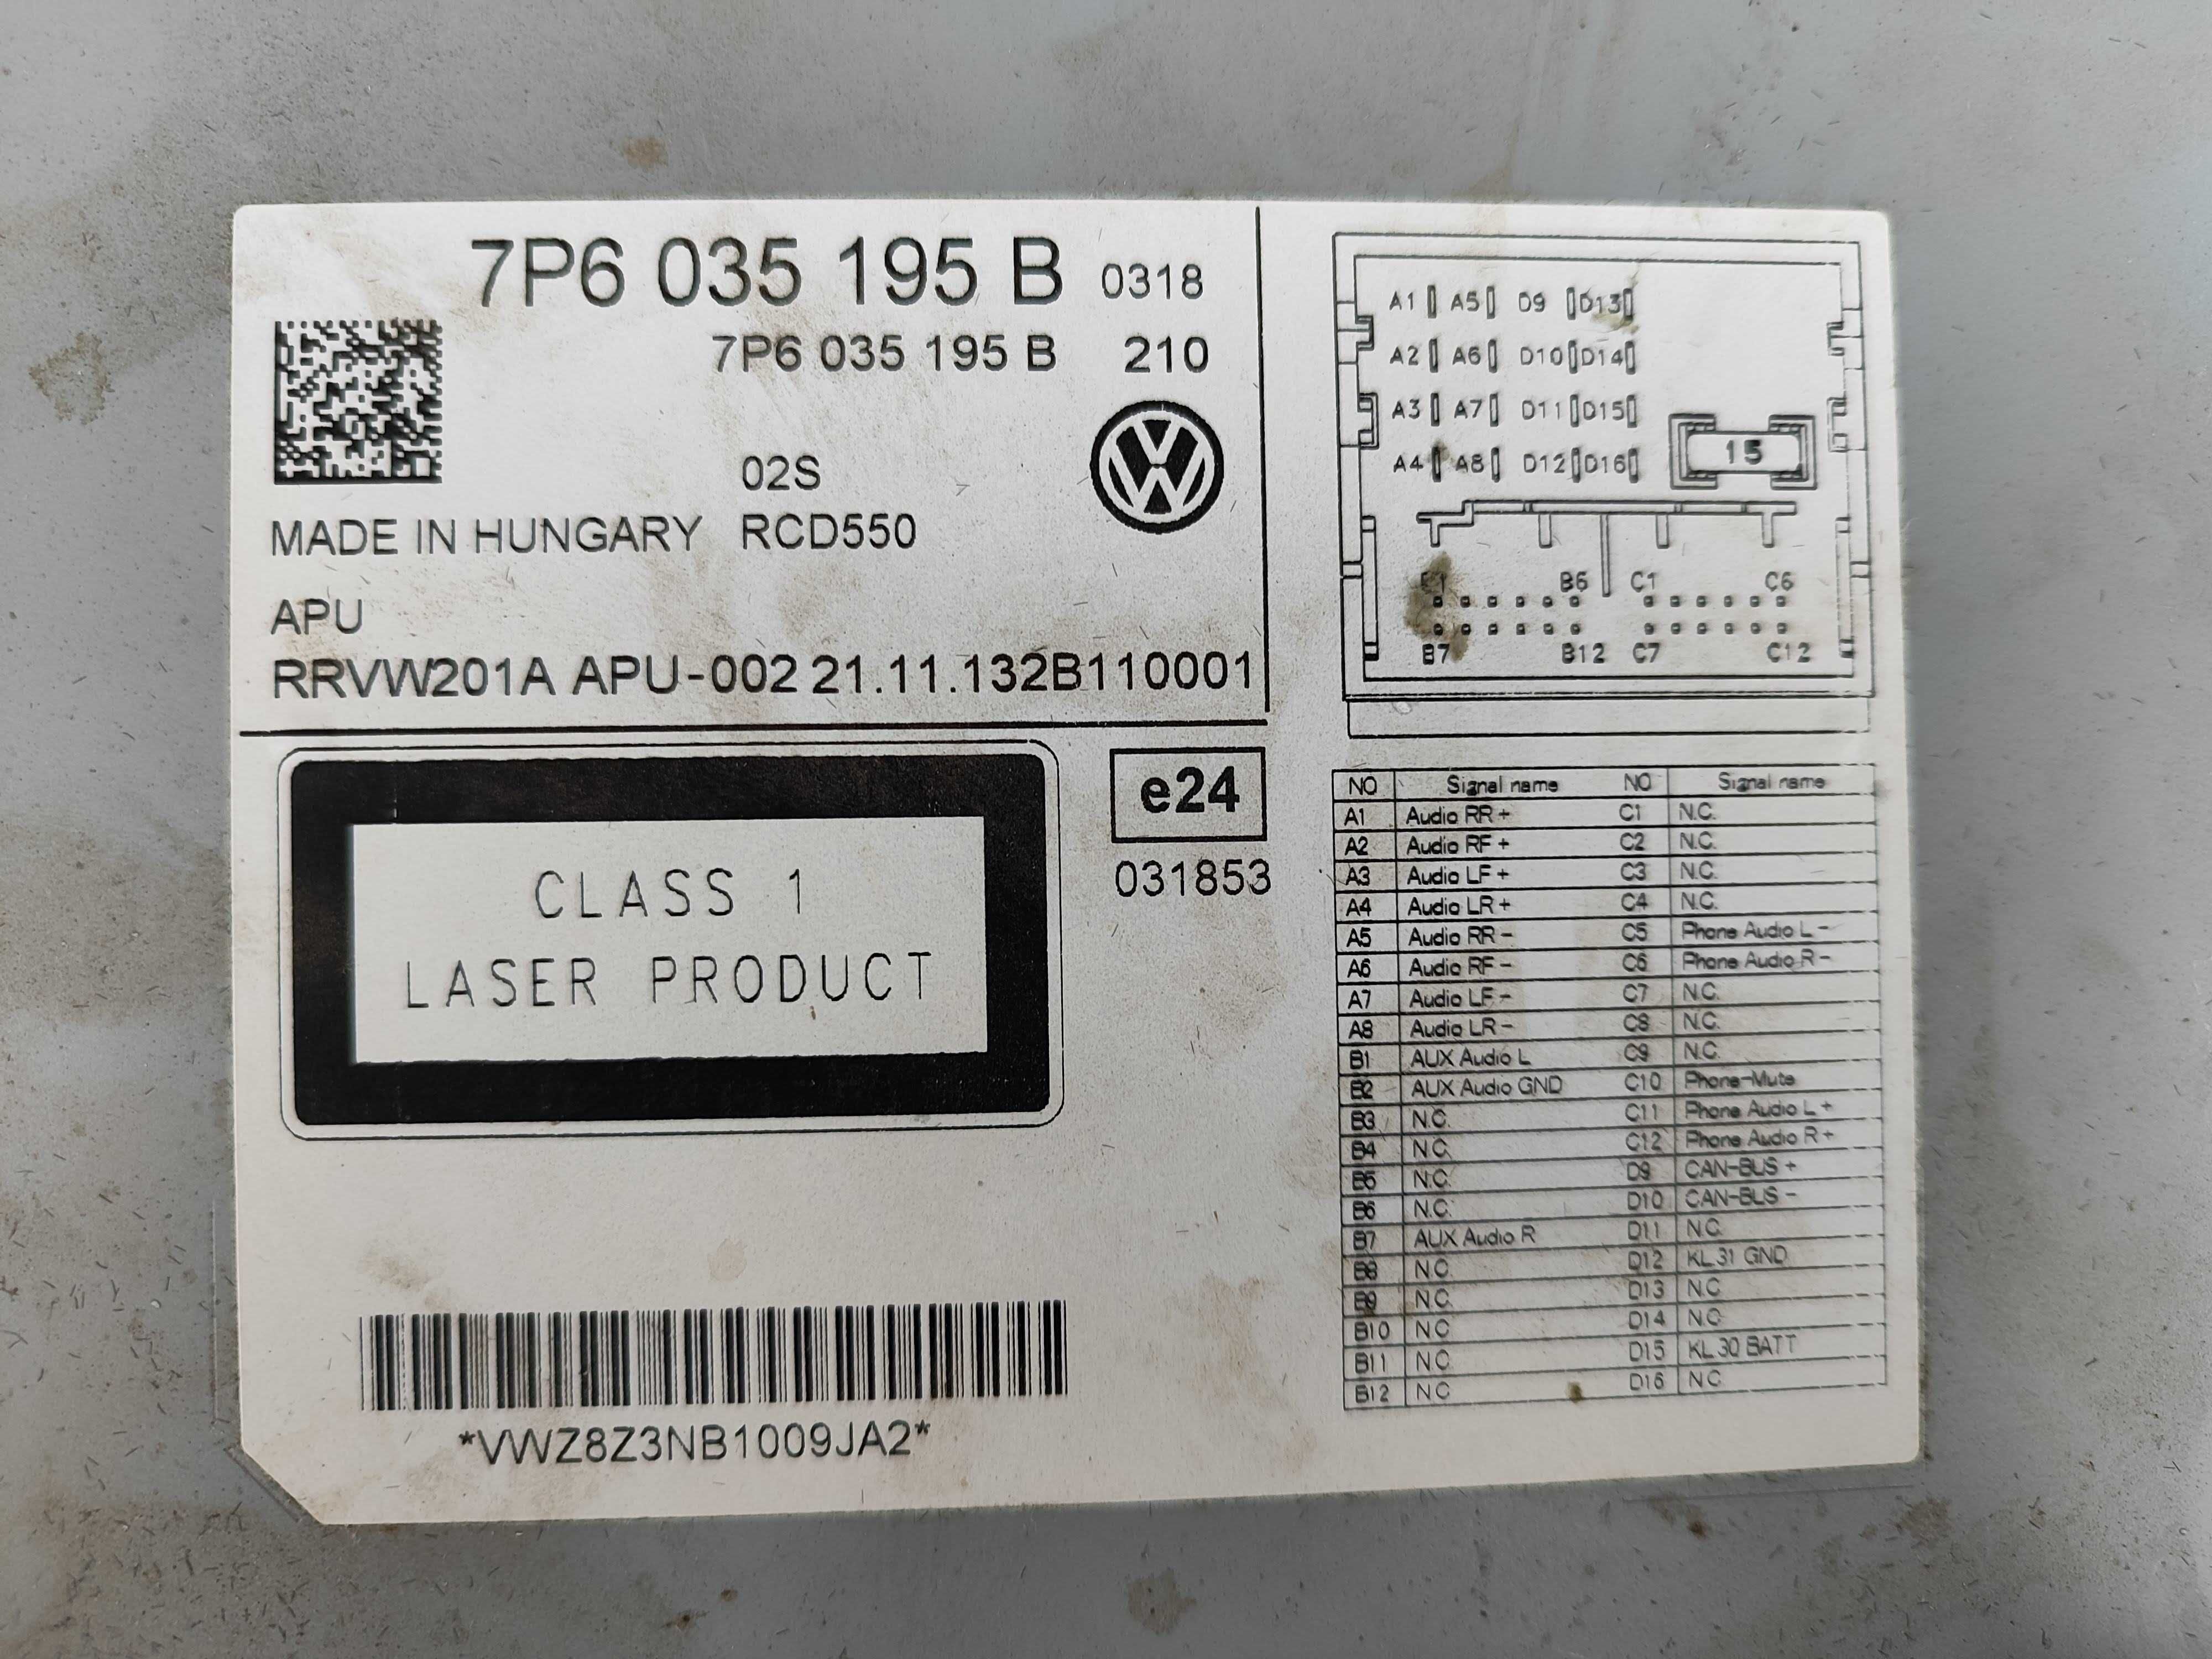 7P6 035 195 B 0318
7P6 035 195 B 210
02S
MADE IN HUNGARY RCD550
APU
RRVW201A APU-002 21.11.132B110001
CLASS 1
LASER PRODUCT
e24
031853
*VWZ8Z3NB1009JA2*
A1 A5 D9 D13
A2 A6 D10 D14
A3 A7 D11 D15
A4 A8 D12 D16
15
B6 C1 C6
B7 B12 C7 C12
NO Signal name NO Signal name
A1 Audio RR+ C1 N.C.
A2 Audio RF+ C2 N.C.
A3 Audio LF+ C3 N.C.
A4 Audio LR+ C4 N.C.
A5 Audio RR- C5 Phone Audio L-
A6 Audio RF- C6 Phone Audio R-
A7 Audio LF- C7 N.C.
A8 Audio LR- C8 N.C.
B1 AUX Audio L C9 N.C.
B2 AUX Audio GND C10 Phone-Mute
B3 N.C. C11 Phone Audio L+
B4 N.C. C12 Phone Audio R+
B5 N.C. D9 CAN-BUS+
B6 N.C. D10 CAN-BUS-
B7 AUX Audio R D11 N.C.
B8 N.C. D12 KL.31 GND
B9 N.C. D13 N.C.
B10 N.C. D14 N.C.
B11 N.C. D15 KL.30 BATT
B12 N.C. D16 N.C.